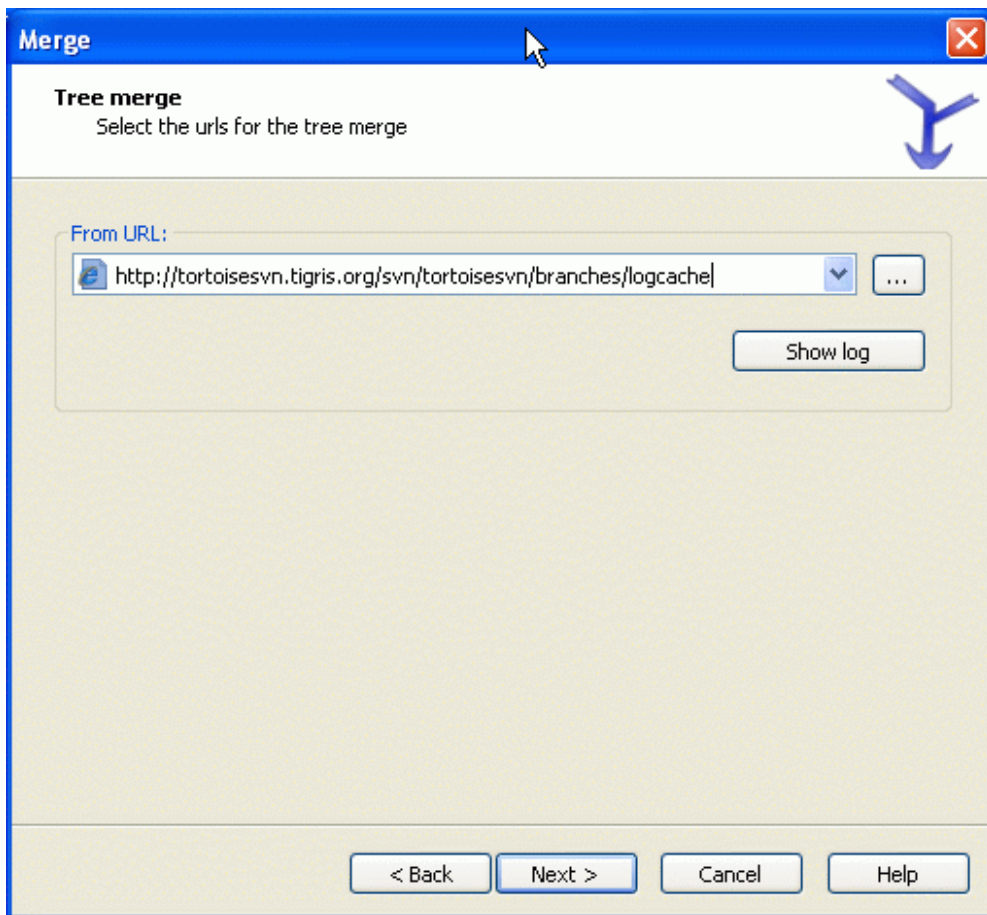 Merge
Tree merge
Select the urls for the tree merge
From URL:
http://tortoisesvn.tigris.org/svn/tortoisesvn/branches/logcache
...
Show log
< Back
Next >
Cancel
Help